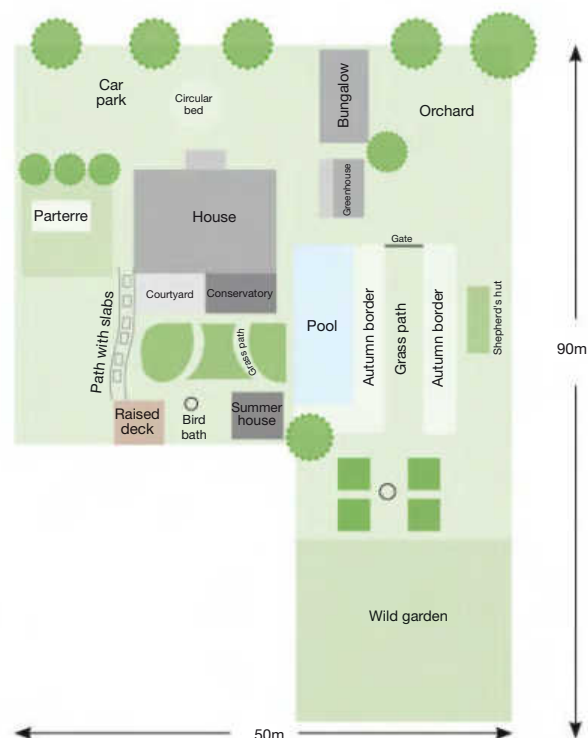 Car
park
Circular
bed
Bungalow
Orchard
Greenhouse
Parterre
House
Gate
Courtyard
Conservatory
Shepherd's hut
Path with slabs
Grass path
Pool
Autumn border
Grass path
Autumn border
90m
Raised
deck
Bird
bath
Summer
house
Wild garden
50m